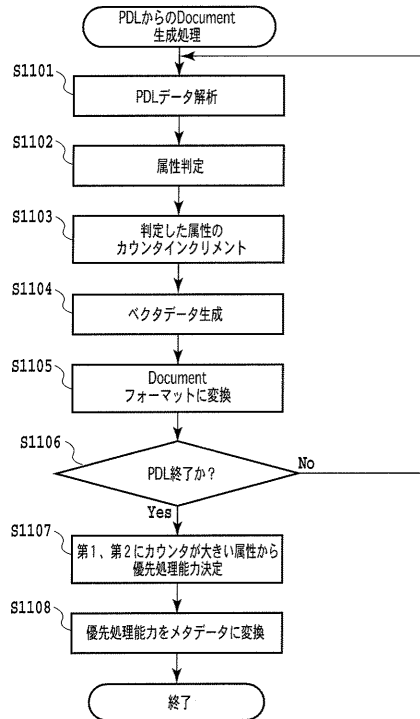 PDLからのDocument
生成処理
S1101
PDLデータ解析
S1102
属性判定
S1103
判定した属性の
カウンタインクリメント
S1104
ベクタデータ生成
S1105
Document
フォーマットに変換
S1106
PDL終了か?
No
Yes
S1107
第1、第2にカウンタが大きい属性から
優先処理能力決定
S1108
優先処理能力をメタデータに変換
終了